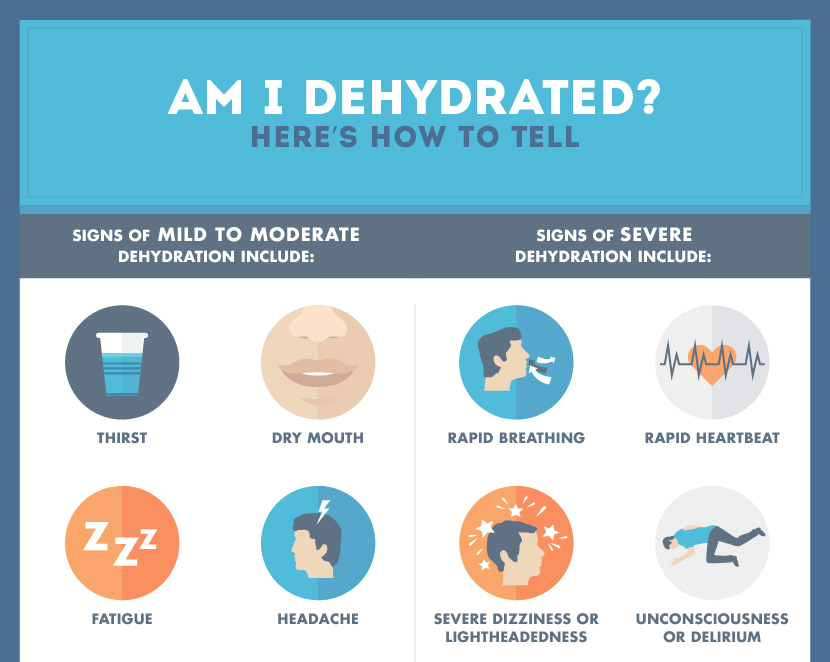 AM I DEHYDRATED?
HERE'S HOW TO TELL
SIGNS OF MILD TO MODERATE
DEHYDRATION INCLUDE:
THIRST
DRY MOUTH
Z Z Z
FATIGUE
HEADACHE
SIGNS OF SEVERE
DEHYDRATION INCLUDE:
RAPID BREATHING
RAPID HEARTBEAT
SEVERE DIZZINESS OR
LIGHTHEADEDNESS
UNCONSCIOUSNESS
OR DELIRIUM